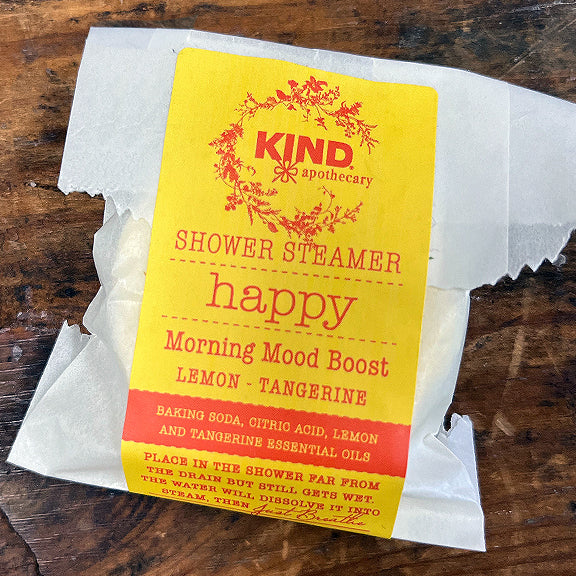 KIND®
apothecary
SHOWER STEAMER
happy
Morning Mood Boost
LEMON - TANGERINE
BAKING SODA, CITRIC ACID, LEMON
AND TANGERINE ESSENTIAL OILS
PLACE IN THE SHOWER FAR FROM
THE DRAIN BUT STILL GETS WET.
THE WATER WILL DISSOLVE IT INTO
STEAM, THEN Just Breathe